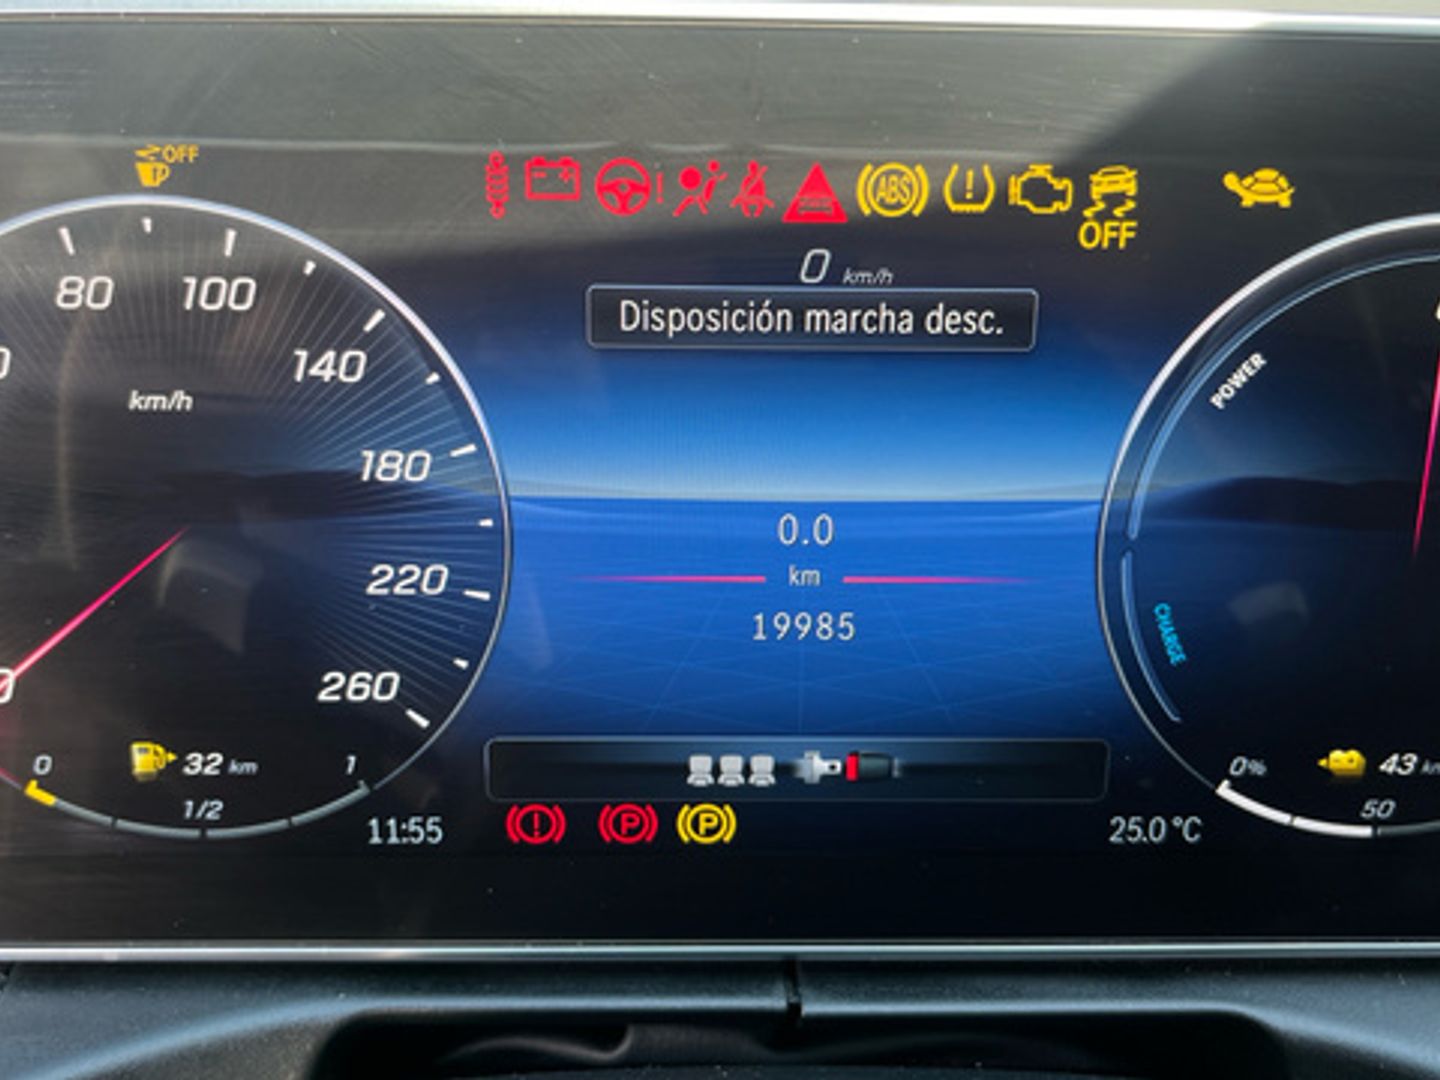 OFF
ABS
OFF
0 km/h
Disposición marcha desc.
80
100
140
km/h
180
220
260
POWER
CHARGE
0.0
km
19985
0
32 km
1
1/2
11:55
P
P
25.0 °C
0%
43
50